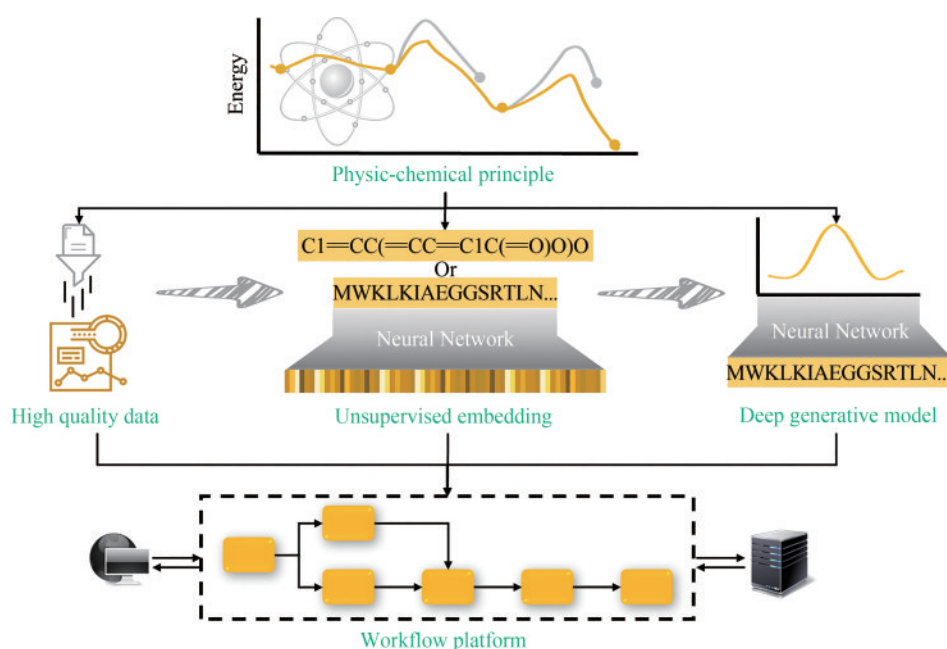 Energy
Physic-chemical principle
C1=CC(=CC=C1C(=O)O)O
Or
MWKLKIAEGGSRTLN...
Neural Network
Neural Network
MWKLKIAEGGSRTLN...
High quality data
Unsupervised embedding
Deep generative model
Workflow platform